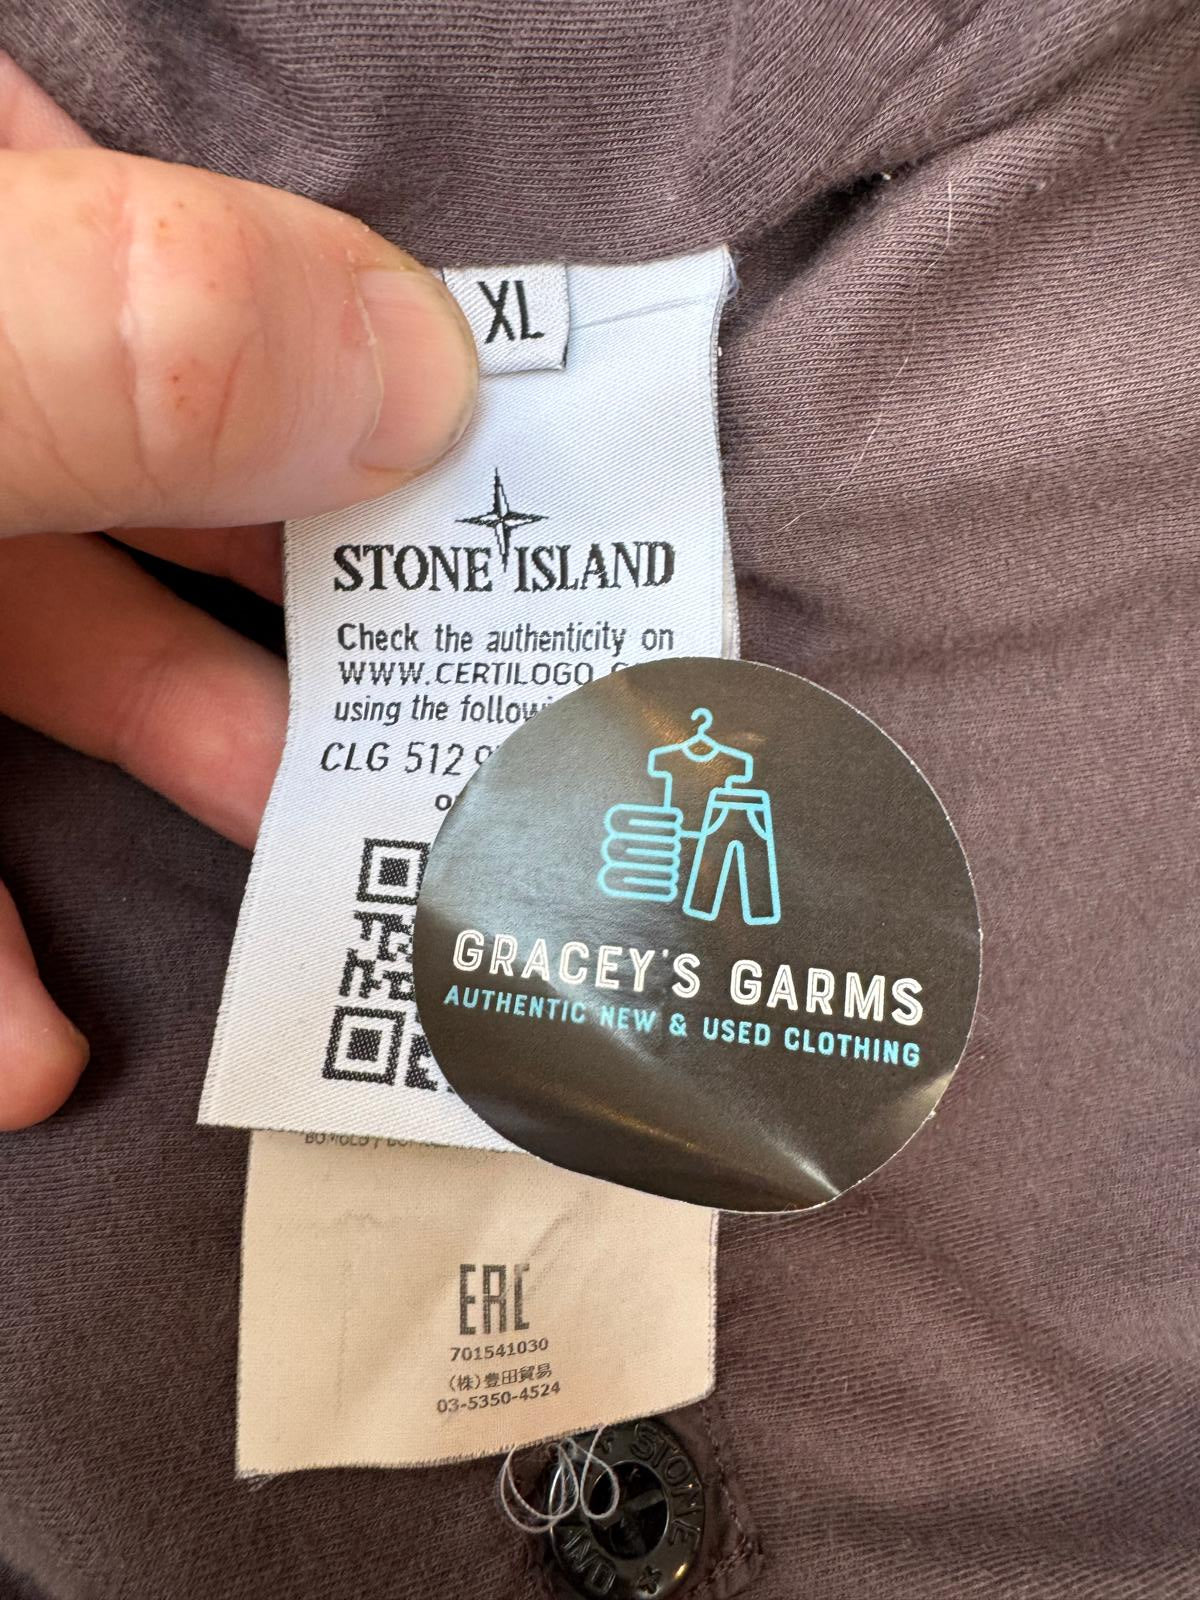 XL
STONE ISLAND
Check the authenticity on
WWW.CERTILOGO
using the
CLG 512
GRACEY'S GARMS
AUTHENTIC NEW & USED CLOTHING
ERC
701541030
(株)豊田貿易
03-5350-4524
STONE